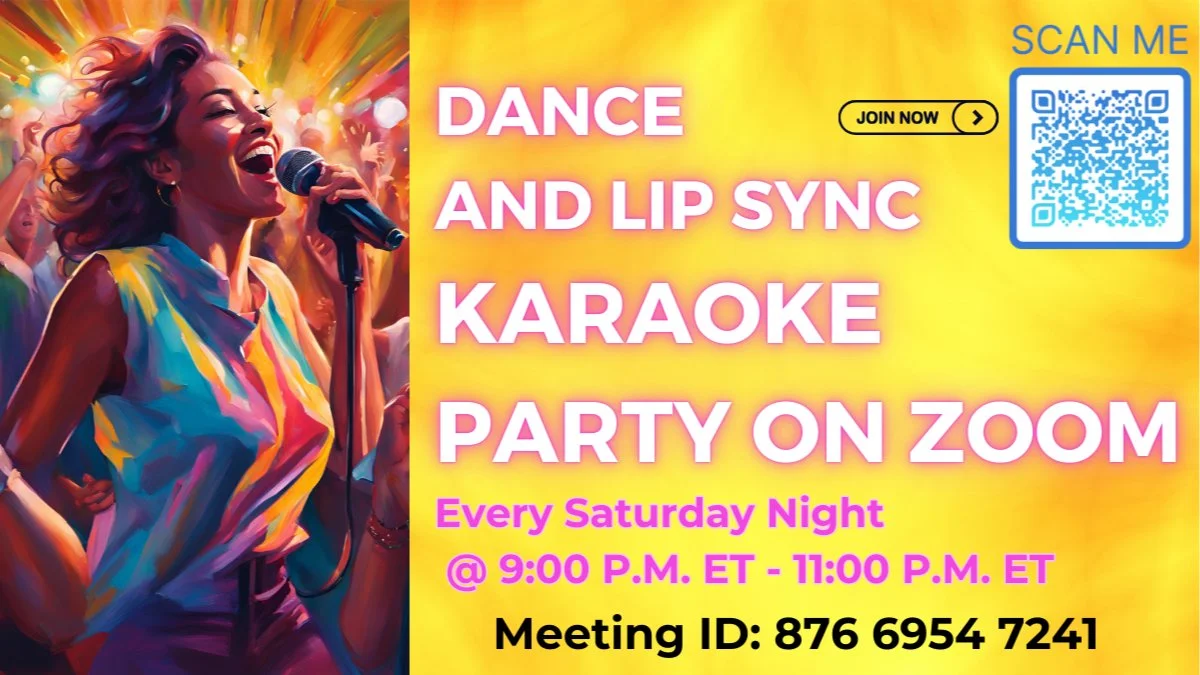 SCAN ME
JOIN NOW
DANCE
AND LIP SYNC
KARAOKE
PARTY ON ZOOM
Every Saturday Night
@ 9:00 P.M. ET - 11:00 P.M. ET
Meeting ID: 876 6954 7241